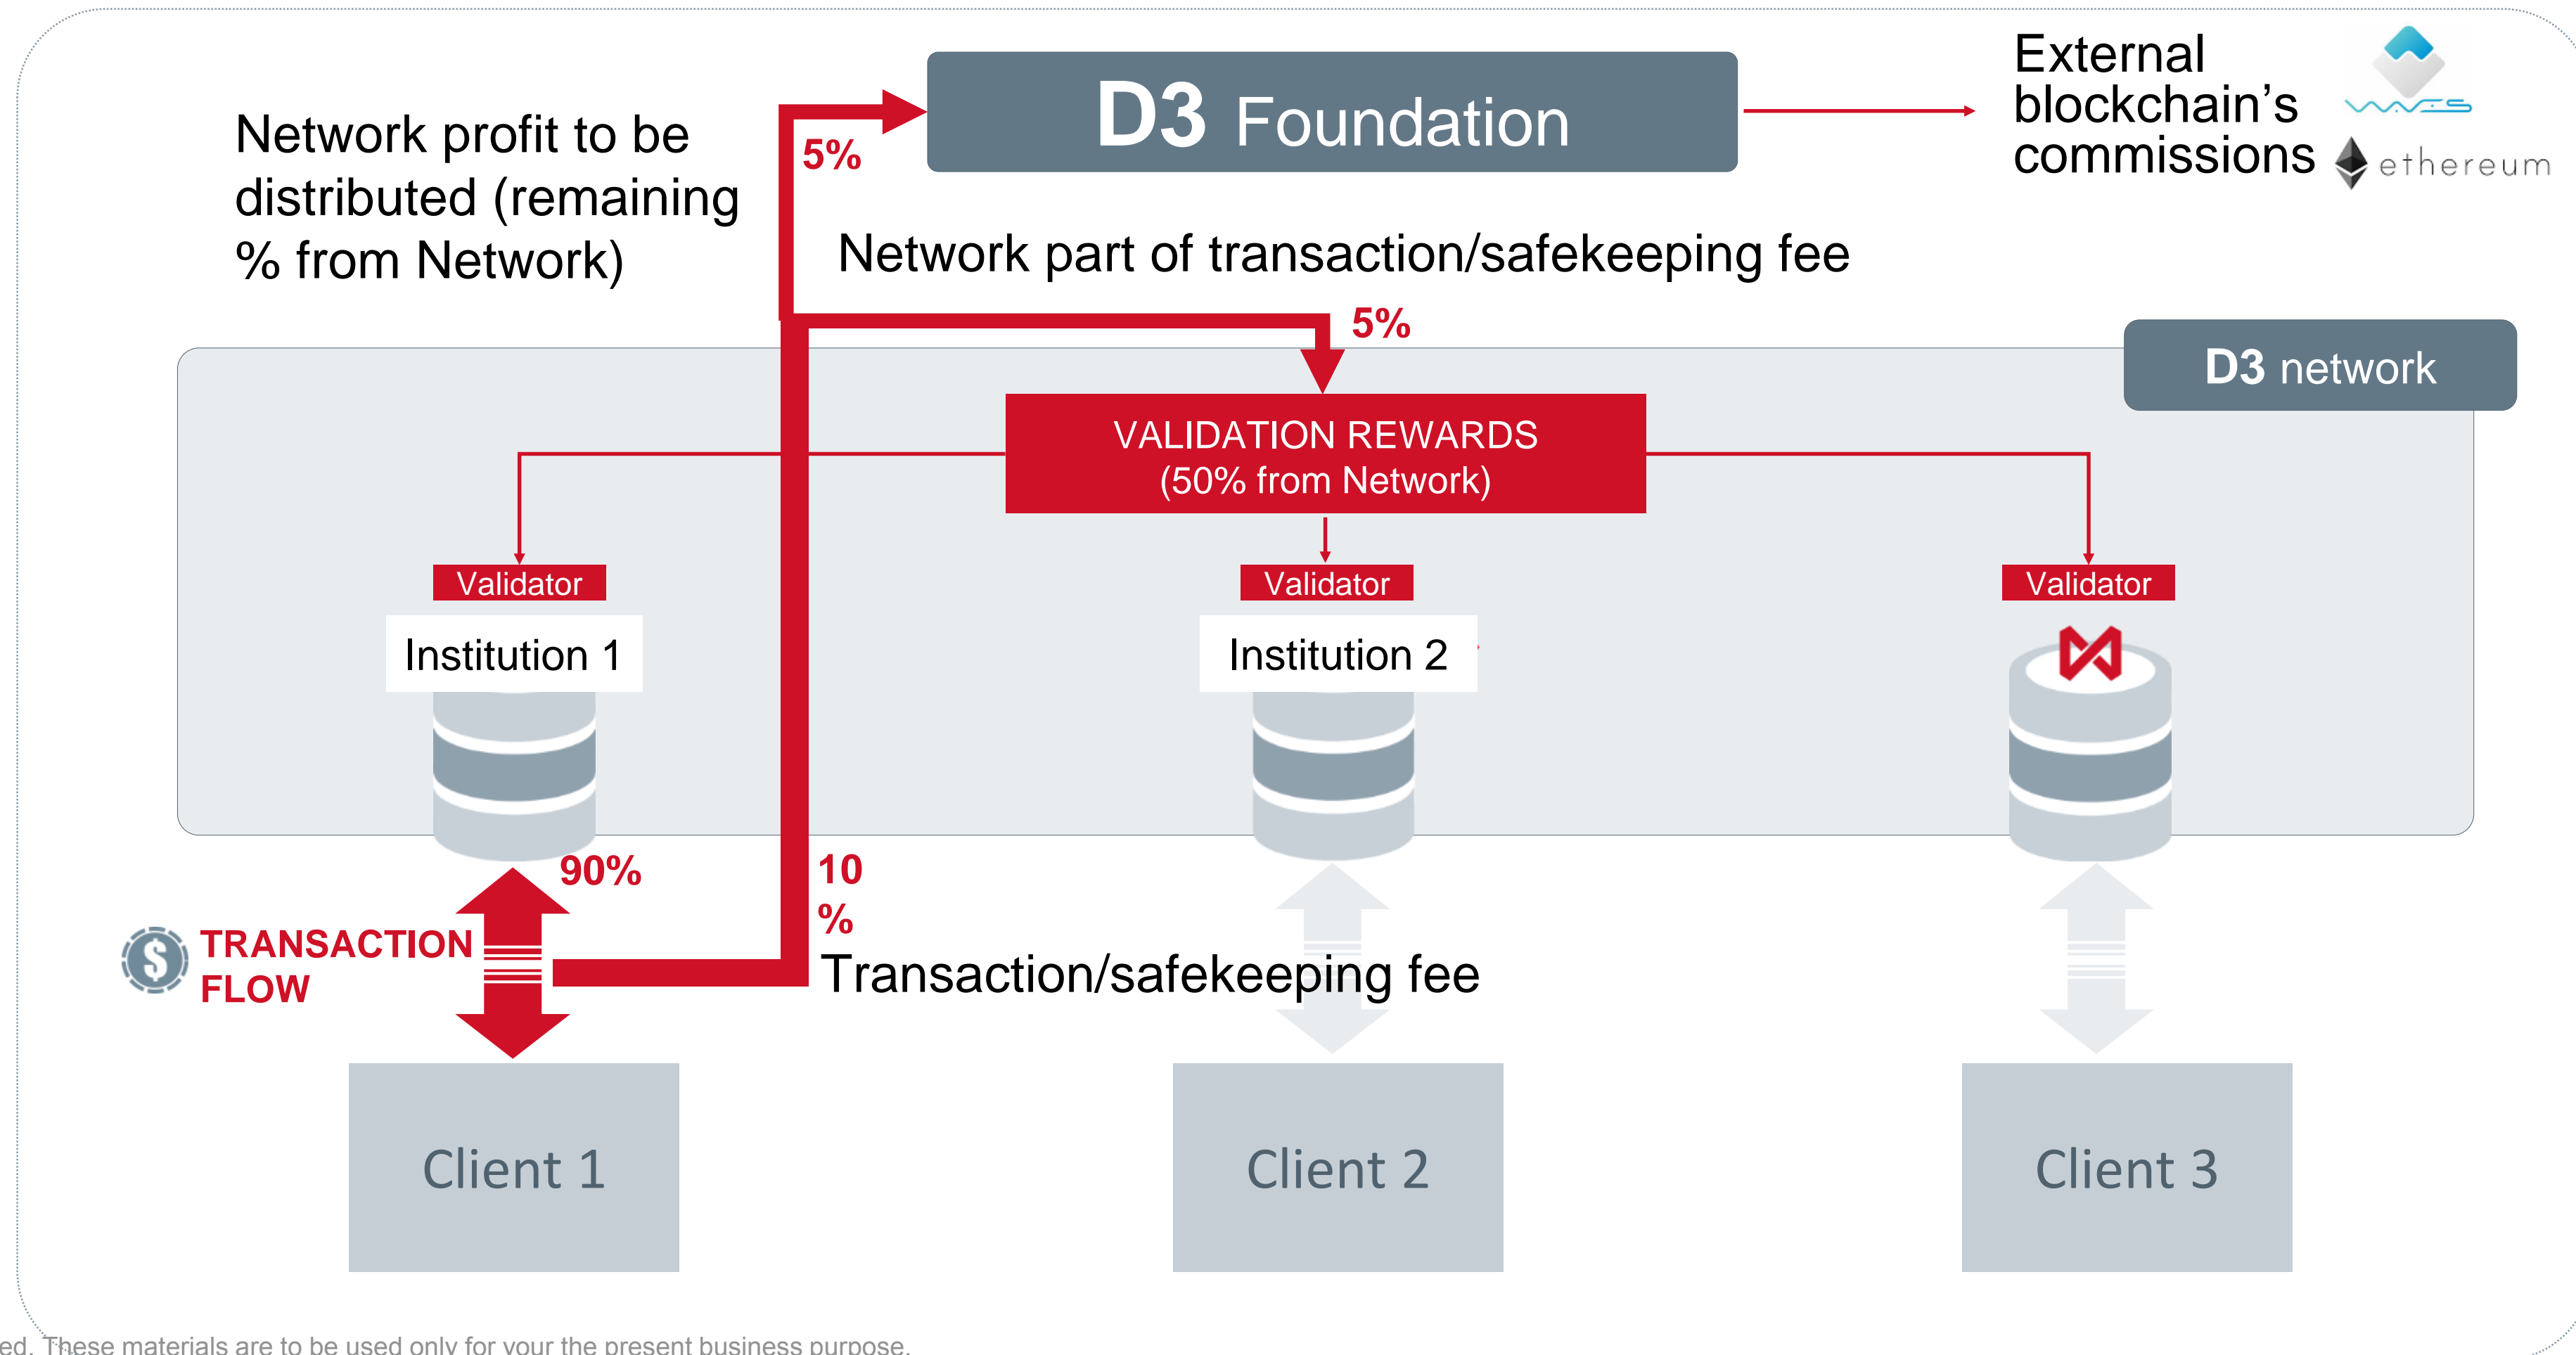 External
blockchain’s
commissions
WAVES
ethereum
D3 Foundation
Network profit to be
distributed (remaining
% from Network)
5%
Network part of transaction/safekeeping fee
5%
D3 network
VALIDATION REWARDS
(50% from Network)
Validator
Validator
Validator
Institution 1
Institution 2
90%
10
%
TRANSACTION
FLOW
Transaction/safekeeping fee
Client 1
Client 2
Client 3
ed. These materials are to be used only for your the present business purpose.